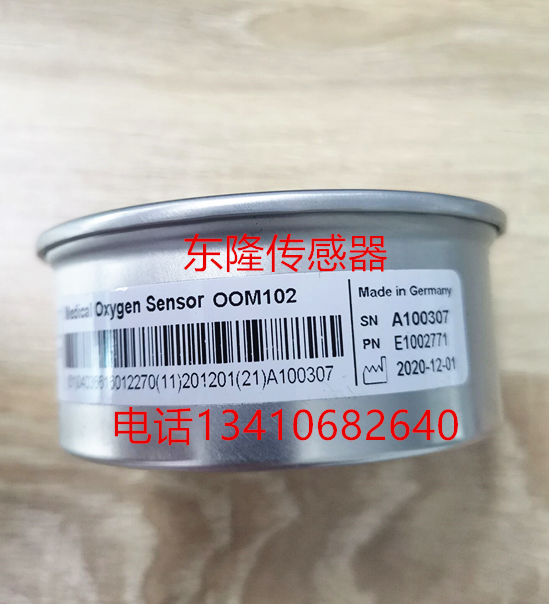 东隆传感器
Medical Oxygen Sensor OOM102
Made in Germany
SN A100307
PN E1002771
2020-12-01
012270(11)201201(21)A100307
电话13410682640